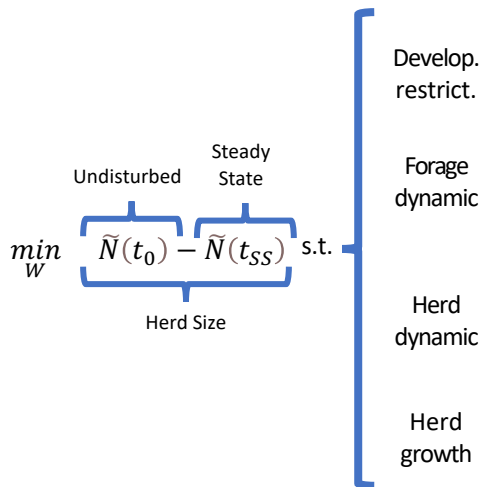 Develop.
restrict.
Steady
State
Undisturbed
Forage
dynamic
min
W
Ñ(t₀) − Ñ(t_SS) s.t.
Herd Size
Herd
dynamic
Herd
growth